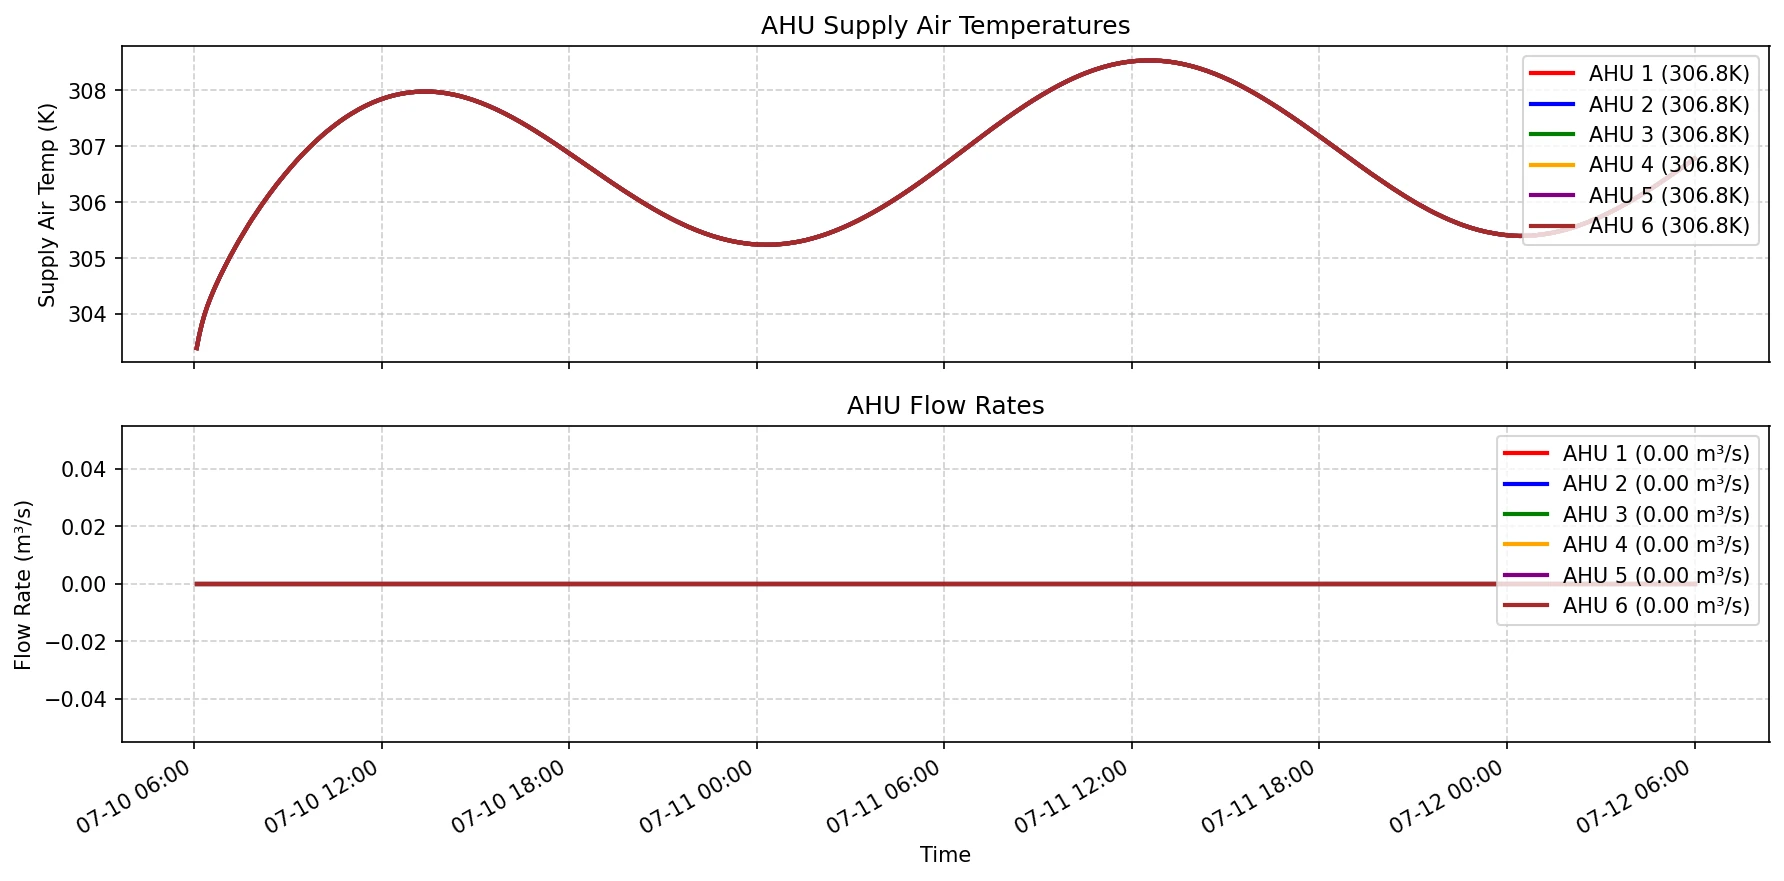 AHU Supply Air Temperatures
Supply Air Temp (K)
308
307
306
305
304
AHU 1 (306.8K)
AHU 2 (306.8K)
AHU 3 (306.8K)
AHU 4 (306.8K)
AHU 5 (306.8K)
AHU 6 (306.8K)
AHU Flow Rates
Flow Rate (m³/s)
0.04
0.02
0.00
−0.02
−0.04
AHU 1 (0.00 m³/s)
AHU 2 (0.00 m³/s)
AHU 3 (0.00 m³/s)
AHU 4 (0.00 m³/s)
AHU 5 (0.00 m³/s)
AHU 6 (0.00 m³/s)
07-10 06:00
07-10 12:00
07-10 18:00
07-11 00:00
07-11 06:00
07-11 12:00
07-11 18:00
07-12 00:00
07-12 06:00
Time